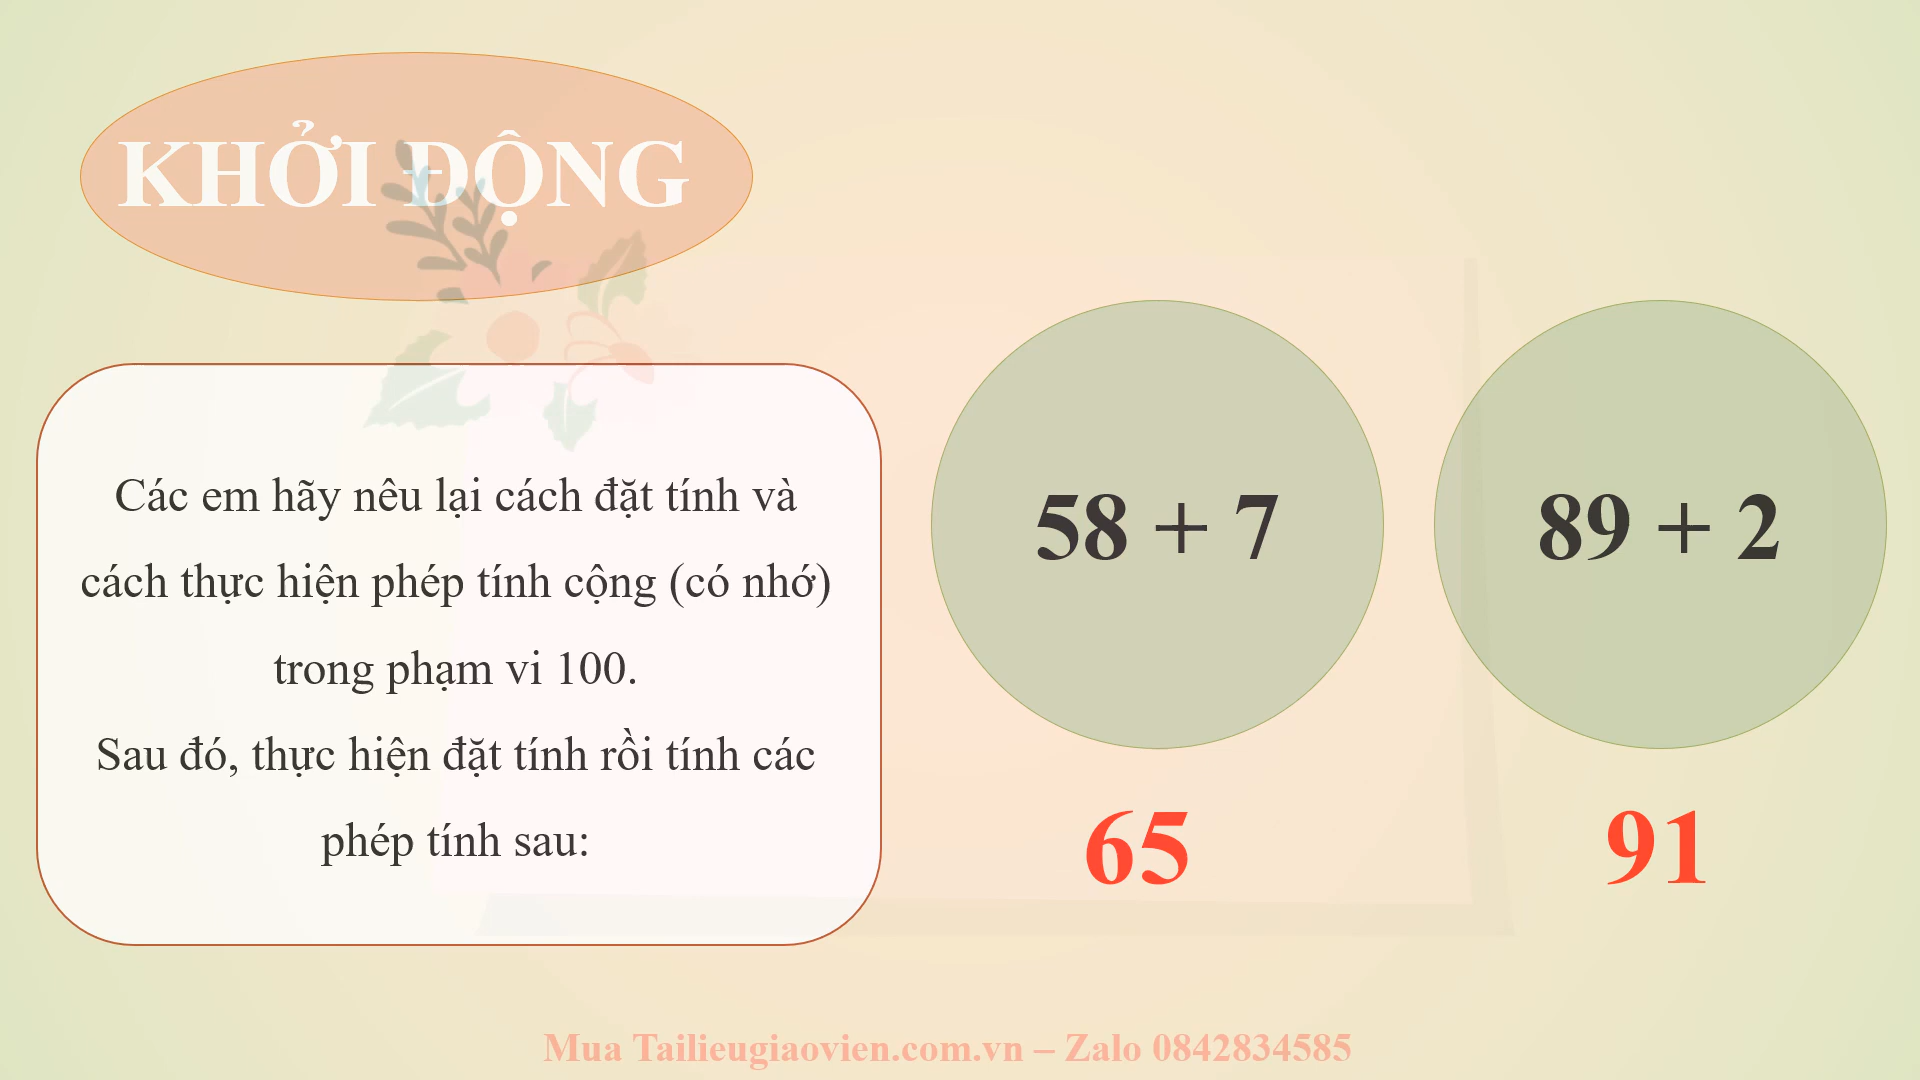 KHỞI ĐỘNG
Các em hãy nêu lại cách đặt tính và
cách thực hiện phép tính cộng (có nhớ)
trong phạm vi 100.
Sau đó, thực hiện đặt tính rồi tính các
phép tính sau:
58 + 7
89 + 2
65
91
Mua Tailieugiaovien.com.vn – Zalo 0842834585